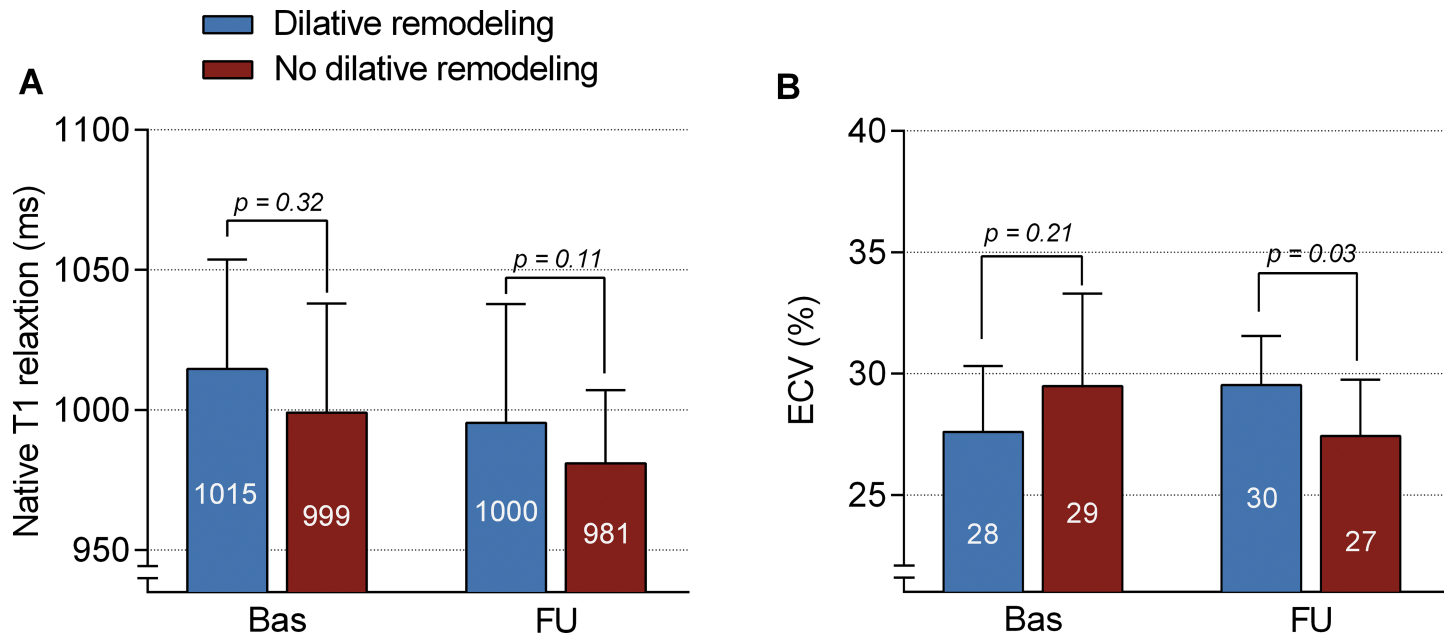 Dilative remodeling
No dilative remodeling
A
1100
1050
1000
950
Native T1 relaxtion (ms)
p = 0.32
p = 0.11
1015
999
1000
981
Bas
FU
B
40
35
30
25
ECV (%)
p = 0.21
p = 0.03
28
29
30
27
Bas
FU